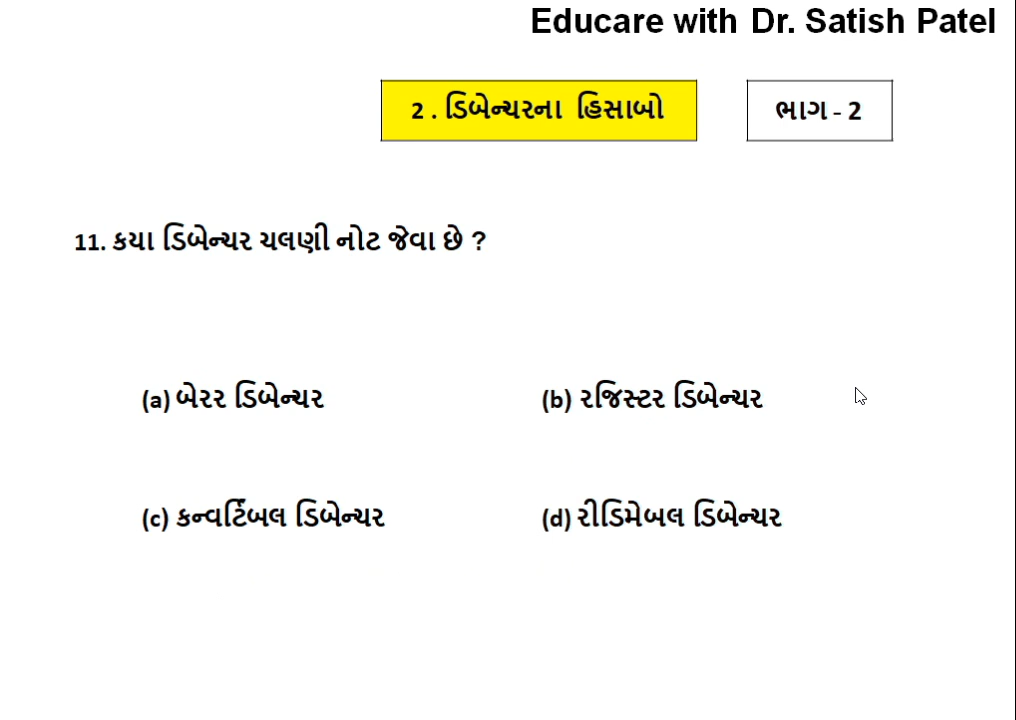 Educare with Dr. Satish Patel
2 . ડિબેન્ચરના હિસાબો
ભાગ - 2
11. કયા ડિબેન્ચર ચલણી નોટ જેવા છે ?
(a) બેરર ડિબેન્ચર
(b) રજિસ્ટર ડિબેન્ચર
(c) કન્વર્ટિબલ ડિબેન્ચર
(d) રીડિમેબલ ડિબેન્ચર